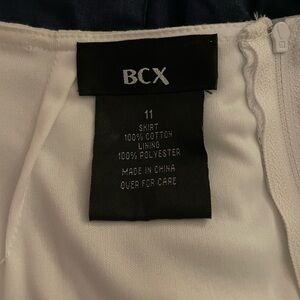 BCX
11
SKIRT
100% COTTON
LINING
100% POLYESTER
MADE IN CHINA
OVER FOR CARE